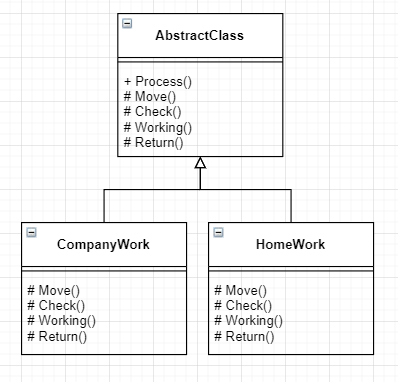 AbstractClass
+ Process()
# Move()
# Check()
# Working()
# Return()
CompanyWork
# Move()
# Check()
# Working()
# Return()
HomeWork
# Move()
# Check()
# Working()
# Return()